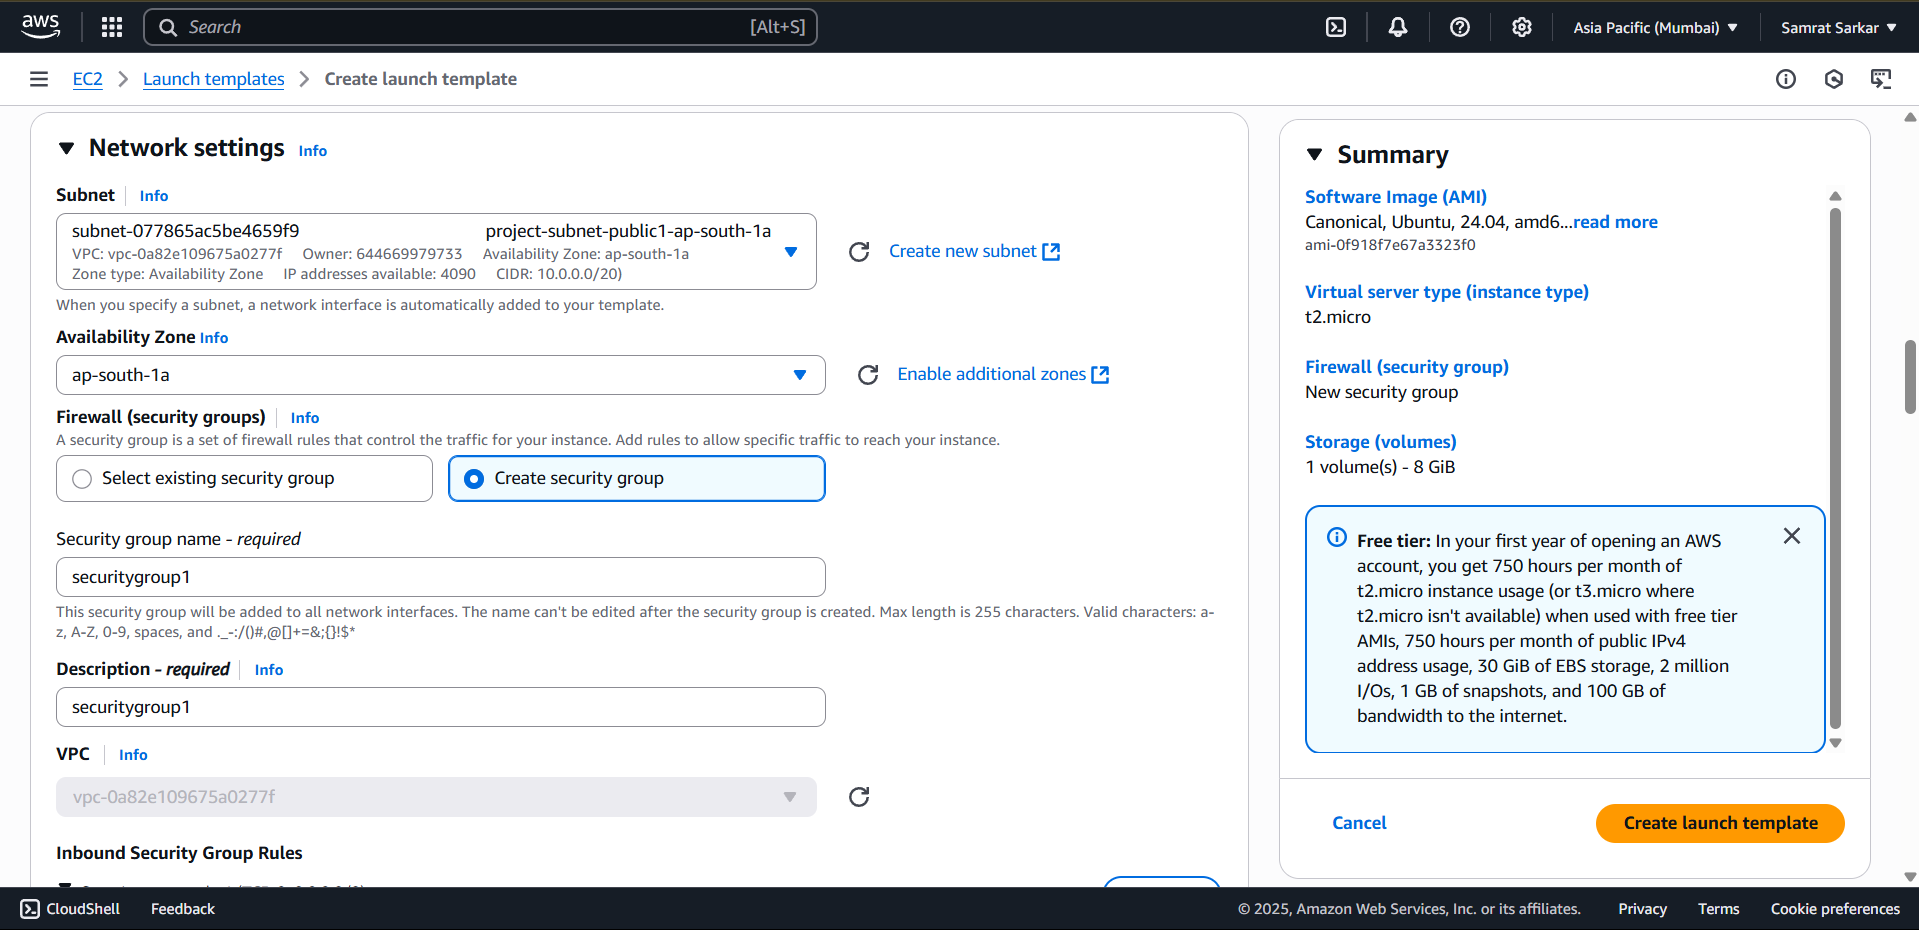 aws
Search [Alt+S]
Asia Pacific (Mumbai)
Samrat Sarkar
EC2 > Launch templates > Create launch template
Network settings Info
Subnet Info
subnet-077865ac5be4659f9 project-subnet-public1-ap-south-1a
VPC: vpc-0a82e109675a0277f Owner: 644669979733 Availability Zone: ap-south-1a
Zone type: Availability Zone IP addresses available: 4090 CIDR: 10.0.0.0/20)
Create new subnet
When you specify a subnet, a network interface is automatically added to your template.
Availability Zone Info
ap-south-1a
Enable additional zones
Firewall (security groups) Info
A security group is a set of firewall rules that control the traffic for your instance. Add rules to allow specific traffic to reach your instance.
Select existing security group
Create security group
Security group name - required
securitygroup1
This security group will be added to all network interfaces. The name can't be edited after the security group is created. Max length is 255 characters. Valid characters: a-
z, A-Z, 0-9, spaces, and ._-:/()#,@[]+=&;{}!$*
Description - required Info
securitygroup1
VPC Info
vpc-0a82e109675a0277f
Inbound Security Group Rules
Summary
Software Image (AMI)
Canonical, Ubuntu, 24.04, amd6...read more
ami-0f918f7e67a3323f0
Virtual server type (instance type)
t2.micro
Firewall (security group)
New security group
Storage (volumes)
1 volume(s) - 8 GiB
Free tier: In your first year of opening an AWS
account, you get 750 hours per month of
t2.micro instance usage (or t3.micro where
t2.micro isn't available) when used with free tier
AMIs, 750 hours per month of public IPv4
address usage, 30 GiB of EBS storage, 2 million
I/Os, 1 GB of snapshots, and 100 GB of
bandwidth to the internet.
Cancel
Create launch template
CloudShell
Feedback
© 2025, Amazon Web Services, Inc. or its affiliates.
Privacy
Terms
Cookie preferences